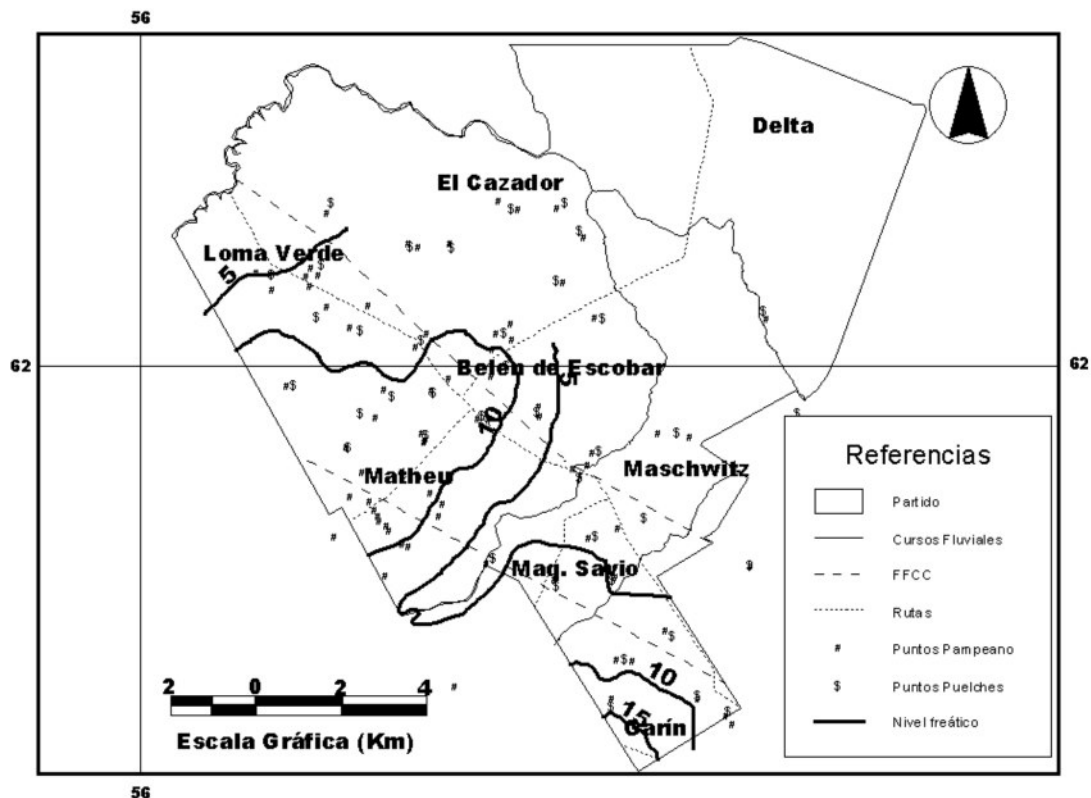 56
Delta
El Cazador
Loma Verde
5
62
62
Belén de Escobar
5
10
Matheu
Maschwitz
Maq. Savio
10
15
Garín
2 0 2 4
Escala Gráfica (Km)
Referencias
Partido
Cursos Fluviales
FFCC
Rutas
# Puntos Pampeano
$ Puntos Puelches
Nivel freático
56